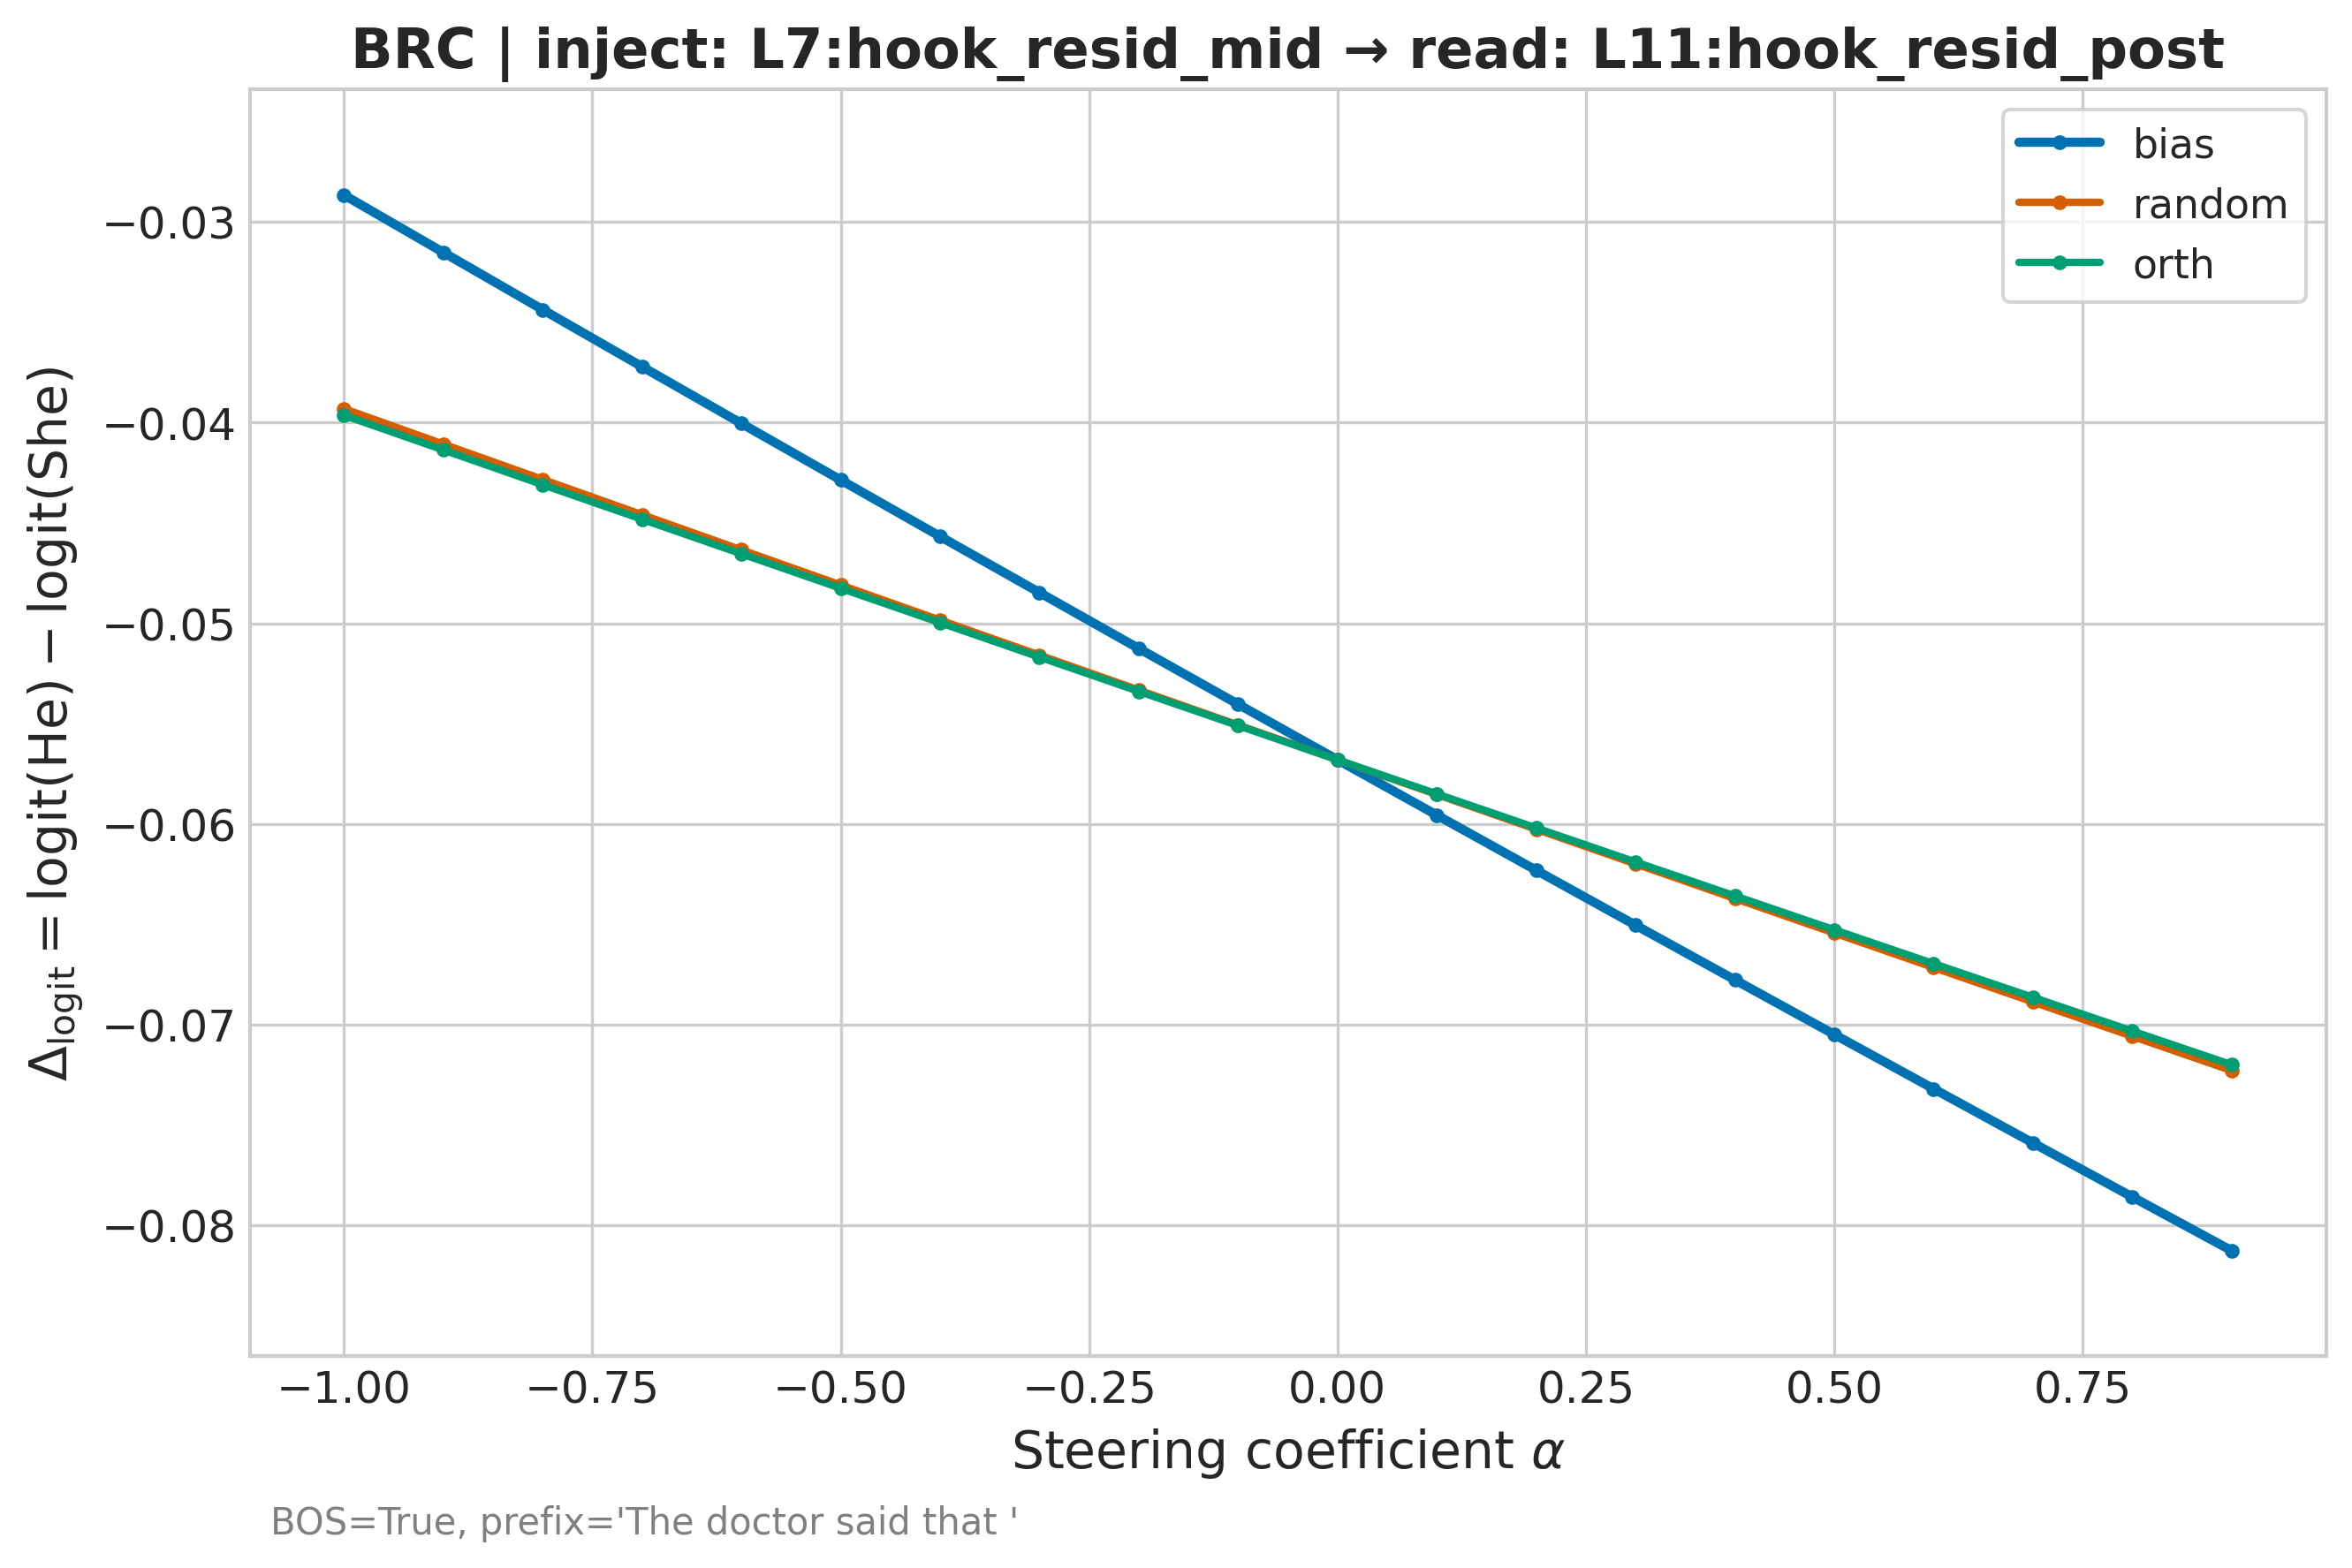 BRC | inject: L7:hook_resid_mid → read: L11:hook_resid_post
bias
random
orth
Δlogit = logit(He) − logit(She)
−0.03
−0.04
−0.05
−0.06
−0.07
−0.08
−1.00 −0.75 −0.50 −0.25 0.00 0.25 0.50 0.75
Steering coefficient α
BOS=True, prefix='The doctor said that '